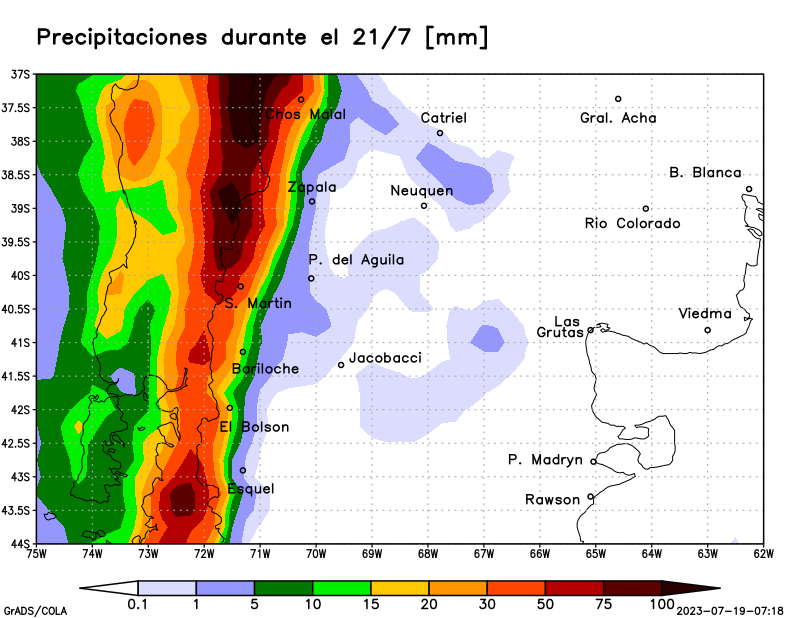 Precipitaciones durante el 21/7 [mm]
37S
37.5S
38S
38.5S
39S
39.5S
40S
40.5S
41S
41.5S
42S
42.5S
43S
43.5S
44S
Chos Malal
Catriel
Gral. Acha
B. Blanca
Zapala
Neuquen
Rio Colorado
P. del Aguila
S. Martin
Las
Grutas
Viedma
Bariloche
Jacobacci
El Bolson
P. Madryn
Esquel
Rawson
75W 74W 73W 72W 71W 70W 69W 68W 67W 66W 65W 64W 63W 62W
0.1 1 5 10 15 20 30 50 75 100
GrADS/COLA
2023-07-19-07:18